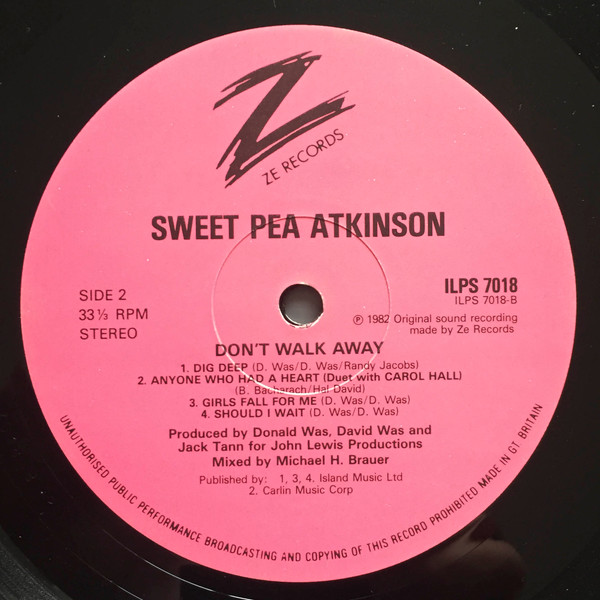 Z
ZE RECORDS
SWEET PEA ATKINSON
SIDE 2
33 ⅓ RPM
STEREO
ILPS 7018
ILPS 7018-B
℗ 1982 Original sound recording
made by Ze Records
DON'T WALK AWAY
1. DIG DEEP (D. Was/D. Was/Randy Jacobs)
2. ANYONE WHO HAD A HEART (Duet with CAROL HALL)
(B. Bacharach/Hal David)
3. GIRLS FALL FOR ME (D. Was/D. Was)
4. SHOULD I WAIT (D. Was/D. Was)
Produced by Donald Was, David Was and
Jack Tann for John Lewis Productions
Mixed by Michael H. Brauer
Published by: 1, 3, 4. Island Music Ltd
2. Carlin Music Corp
UNAUTHORISED PUBLIC PERFORMANCE BROADCASTING AND COPYING OF THIS RECORD PROHIBITED MADE IN GT BRITAIN